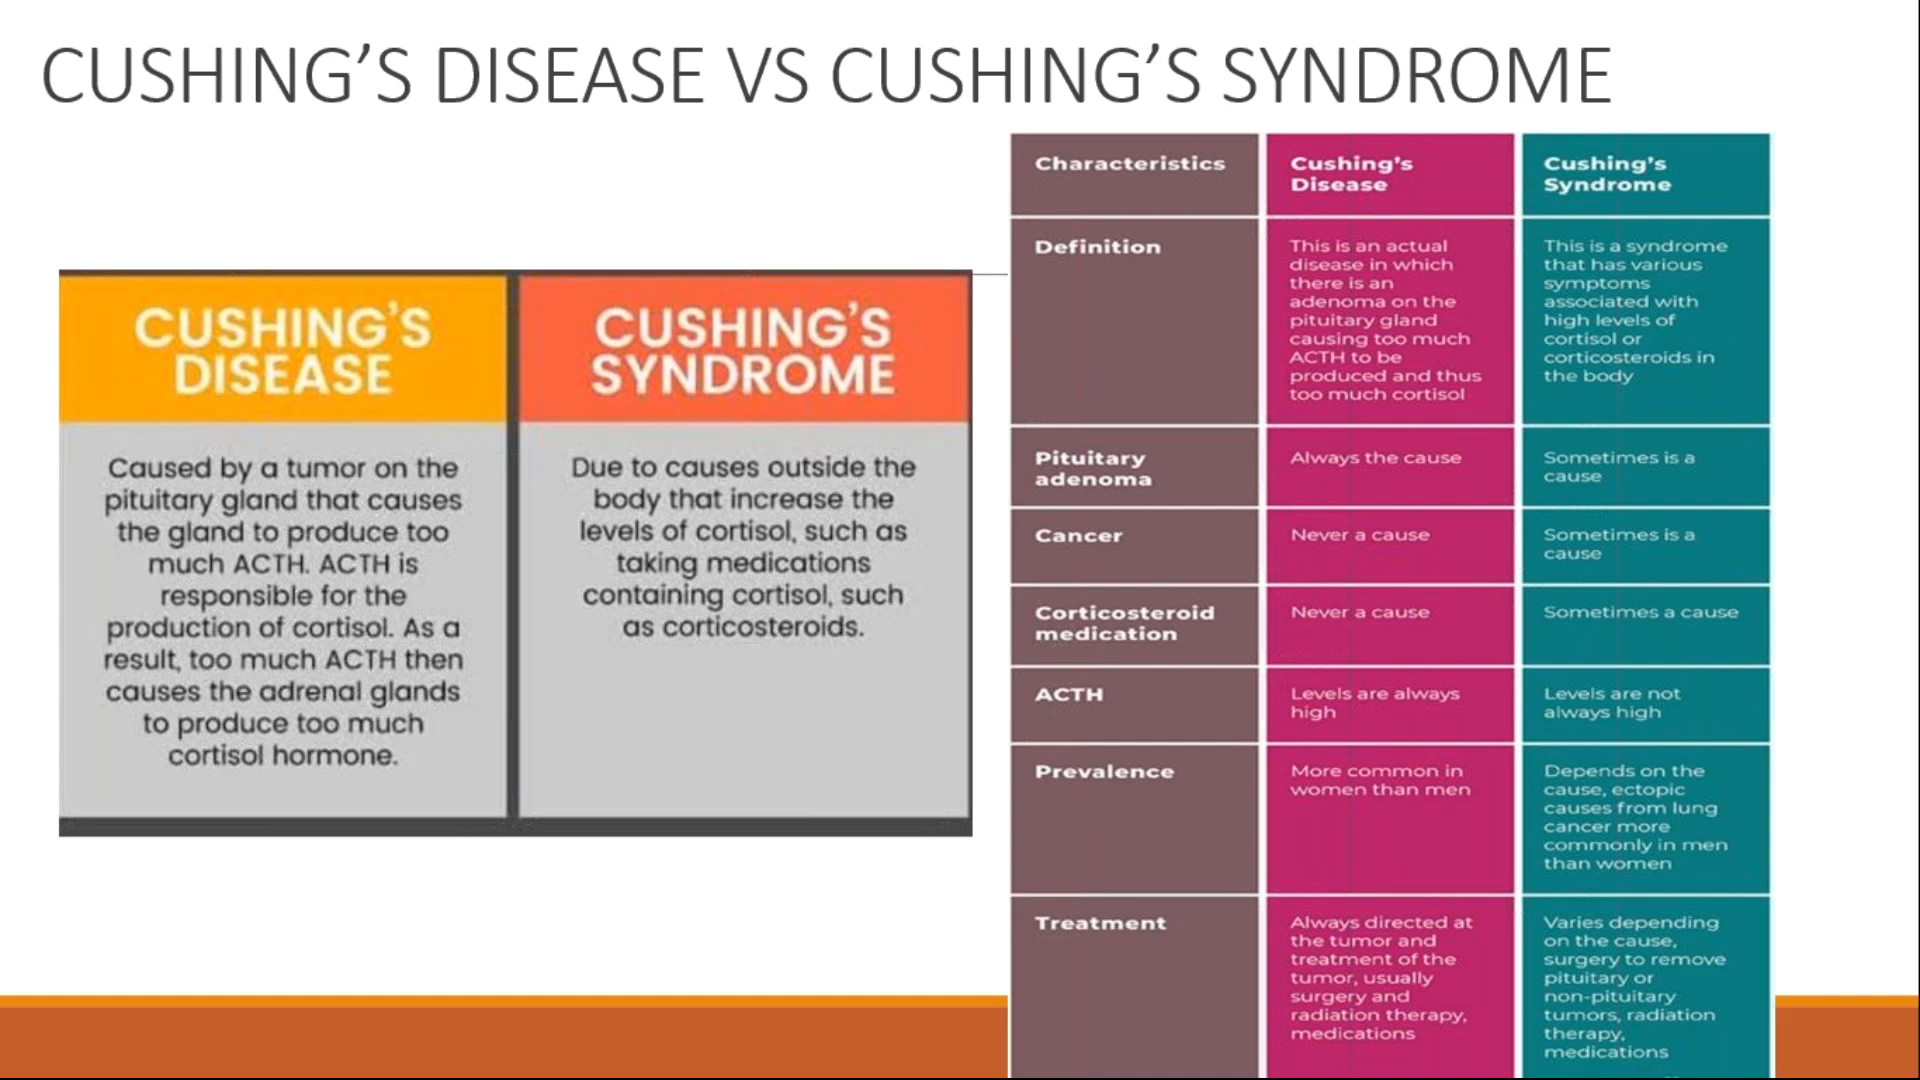 CUSHING’S DISEASE VS CUSHING’S SYNDROME
CUSHING'S
DISEASE
Caused by a tumor on the
pituitary gland that causes
the gland to produce too
much ACTH. ACTH is
responsible for the
production of cortisol. As a
result, too much ACTH then
causes the adrenal glands
to produce too much
cortisol hormone.
CUSHING'S
SYNDROME
Due to causes outside the
body that increase the
levels of cortisol, such as
taking medications
containing cortisol, such
as corticosteroids.
Characteristics
Cushing’s
Disease
Cushing’s
Syndrome
Definition
This is an actual
disease in which
there is an
adenoma on the
pituitary gland
causing too much
ACTH to be
produced and thus
too much cortisol
This is a syndrome
that has various
symptoms
associated with
high levels of
cortisol or
corticosteroids in
the body
Pituitary
adenoma
Always the cause
Sometimes is a
cause
Cancer
Never a cause
Sometimes is a
cause
Corticosteroid
medication
Never a cause
Sometimes a cause
ACTH
Levels are always
high
Levels are not
always high
Prevalence
More common in
women than men
Depends on the
cause, ectopic
causes from lung
cancer more
commonly in men
than women
Treatment
Always directed at
the tumor and
treatment of the
tumor, usually
surgery and
radiation therapy,
medications
Varies depending
on the cause,
surgery to remove
pituitary or
non-pituitary
tumors, radiation
therapy,
medications